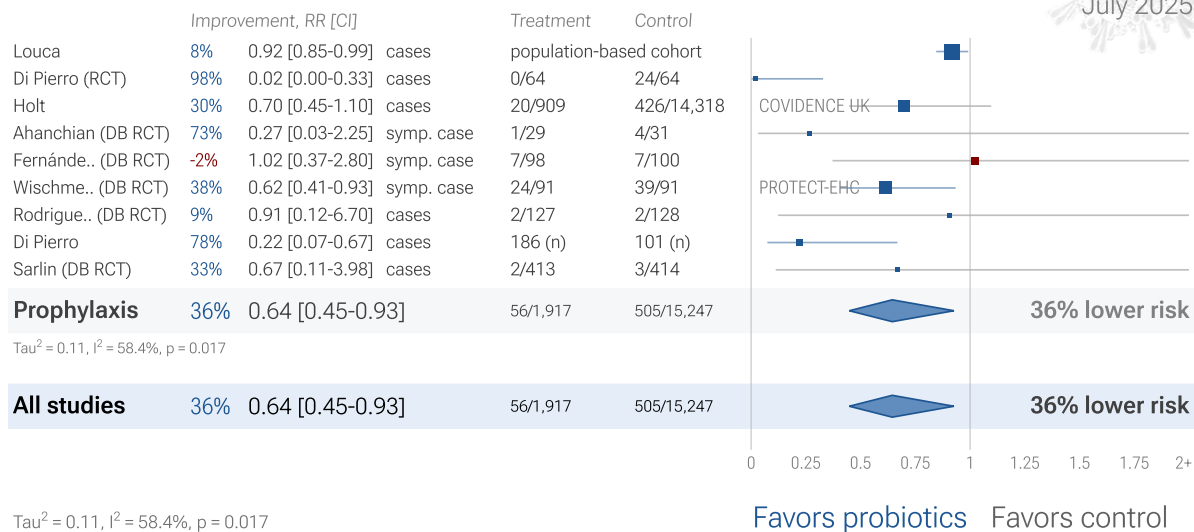 July 2025
Improvement, RR [CI] Treatment Control
Louca 8% 0.92 [0.85-0.99] cases population-based cohort
Di Pierro (RCT) 98% 0.02 [0.00-0.33] cases 0/64 24/64
Holt 30% 0.70 [0.45-1.10] cases 20/909 426/14,318 COVIDENCE UK
Ahanchian (DB RCT) 73% 0.27 [0.03-2.25] symp. case 1/29 4/31
Fernánde.. (DB RCT) -2% 1.02 [0.37-2.80] symp. case 7/98 7/100
Wischme.. (DB RCT) 38% 0.62 [0.41-0.93] symp. case 24/91 39/91 PROTECT-EHC
Rodrigue.. (DB RCT) 9% 0.91 [0.12-6.70] cases 2/127 2/128
Di Pierro 78% 0.22 [0.07-0.67] cases 186 (n) 101 (n)
Sarlin (DB RCT) 33% 0.67 [0.11-3.98] cases 2/413 3/414
Prophylaxis 36% 0.64 [0.45-0.93] 56/1,917 505/15,247 36% lower risk
Tau² = 0.11, I² = 58.4%, p = 0.017
All studies 36% 0.64 [0.45-0.93] 56/1,917 505/15,247 36% lower risk
0 0.25 0.5 0.75 1 1.25 1.5 1.75 2+
Tau² = 0.11, I² = 58.4%, p = 0.017 Favors probiotics Favors control